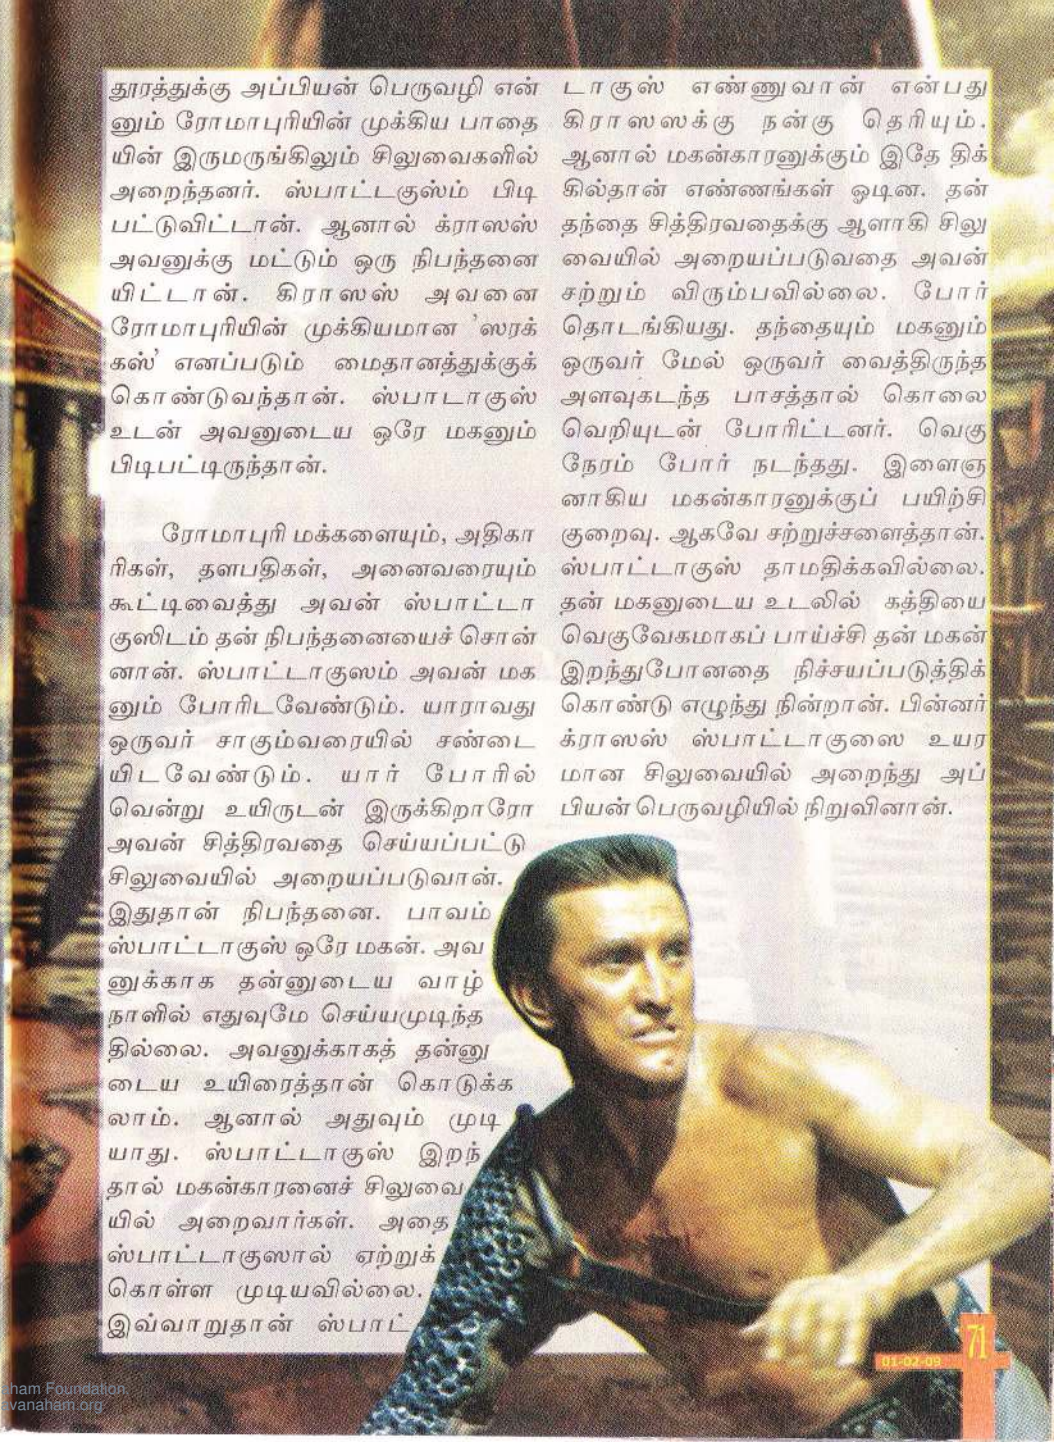 தூரத்துக்கு அப்பியன் பெருவழி என்
னும் ரோமாபுரியின் முக்கிய பாதை
யின் இருமருங்கிலும் சிலுவைகளில்
அறைந்தனர். ஸ்பாட்டகுஸ்ம் பிடி
பட்டுவிட்டான். ஆனால் க்ராஸஸ்
அவனுக்கு மட்டும் ஒரு நிபந்தனை
யிட்டான். கிராஸஸ் அவனை
ரோமாபுரியின் முக்கியமான 'ஸரக்
கஸ்' எனப்படும் மைதானத்துக்குக்
கொண்டுவந்தான். ஸ்பாடாகுஸ்
உடன் அவனுடைய ஒரே மகனும்
பிடிபட்டிருந்தான்.
ரோமாபுரி மக்களையும், அதிகா
ரிகள், தளபதிகள், அனைவரையும்
கூட்டிவைத்து அவன் ஸ்பாட்டா
குஸிடம் தன் நிபந்தனையைச் சொன்
னான். ஸ்பாட்டாகுஸம் அவன் மக
னும் போரிடவேண்டும். யாராவது
ஒருவர் சாகும்வரையில் சண்டை
யிடவேண்டும். யார் போரில்
வென்று உயிருடன் இருக்கிறாரோ
அவன் சித்திரவதை செய்யப்பட்டு
சிலுவையில் அறையப்படுவான்.
இதுதான் நிபந்தனை. பாவம்
ஸ்பாட்டாகுஸ் ஒரே மகன். அவ
னுக்காக தன்னுடைய வாழ்
நாளில் எதுவுமே செய்யமுடிந்த
தில்லை. அவனுக்காகத் தன்னு
டைய உயிரைத்தான் கொடுக்க
லாம். ஆனால் அதுவும் முடி
யாது. ஸ்பாட்டாகுஸ் இறந்
தால் மகன்காரனைச் சிலுவை
யில் அறைவார்கள். அதை
ஸ்பாட்டாகுஸால் ஏற்றுக்
கொள்ள முடியவில்லை.
இவ்வாறுதான் ஸ்பாட்
டாகுஸ் எண்ணுவான் என்பது
கிராஸஸக்கு நன்கு தெரியும்.
ஆனால் மகன்காரனுக்கும் இதே திக்
கில்தான் எண்ணங்கள் ஓடின. தன்
தந்தை சித்திரவதைக்கு ஆளாகி சிலு
வையில் அறையப்படுவதை அவன்
சற்றும் விரும்பவில்லை. போர்
தொடங்கியது. தந்தையும் மகனும்
ஒருவர் மேல் ஒருவர் வைத்திருந்த
அளவுகடந்த பாசத்தால் கொலை
வெறியுடன் போரிட்டனர். வெகு
நேரம் போர் நடந்தது. இளைஞ
னாகிய மகன்காரனுக்குப் பயிற்சி
குறைவு. ஆகவே சற்றுச்சளைத்தான்.
ஸ்பாட்டாகுஸ் தாமதிக்கவில்லை.
தன் மகனுடைய உடலில் கத்தியை
வெகுவேகமாகப் பாய்ச்சி தன் மகன்
இறந்துபோனதை நிச்சயப்படுத்திக்
கொண்டு எழுந்து நின்றான். பின்னர்
க்ராஸஸ் ஸ்பாட்டாகுஸை உயர
மான சிலுவையில் அறைந்து அப்
பியன் பெருவழியில் நிறுவினான்.
71
01-02-09
ham Foundation.
avanaham.org